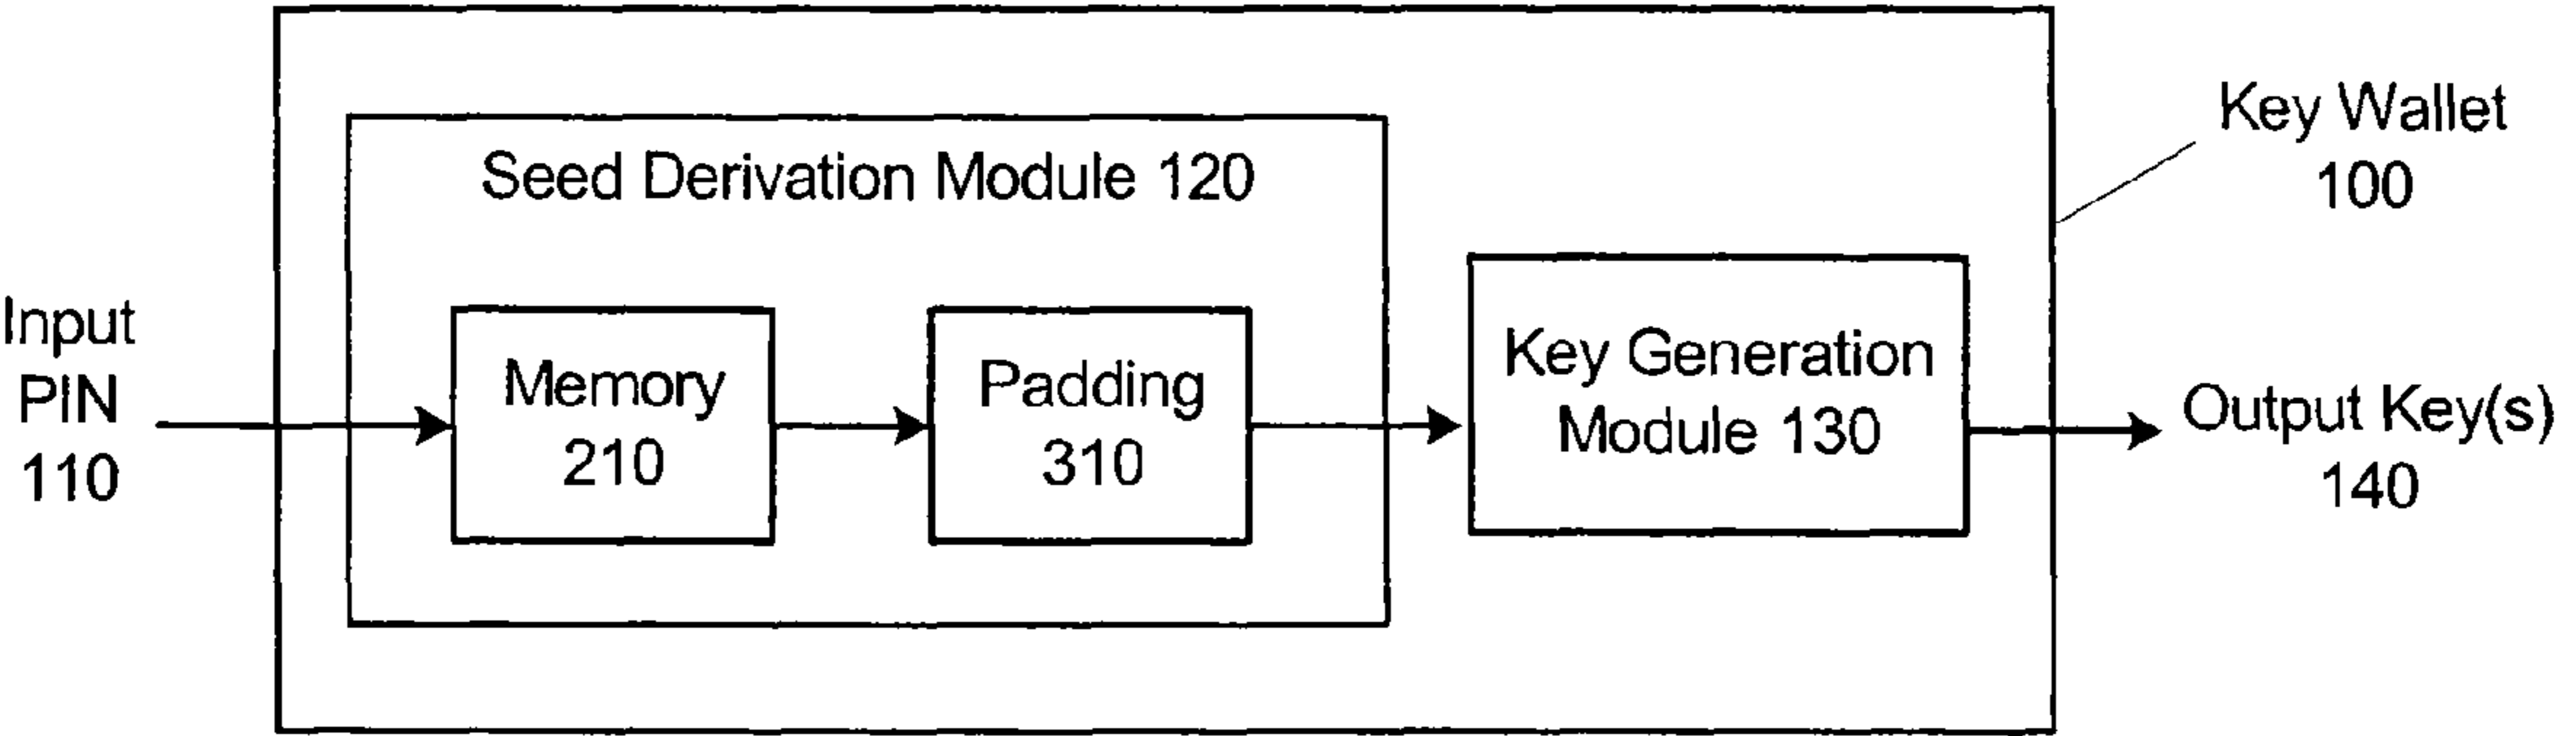 Key Wallet
100
Seed Derivation Module 120
Input
PIN
110
Memory
210
Padding
310
Key Generation
Module 130
Output Key(s)
140